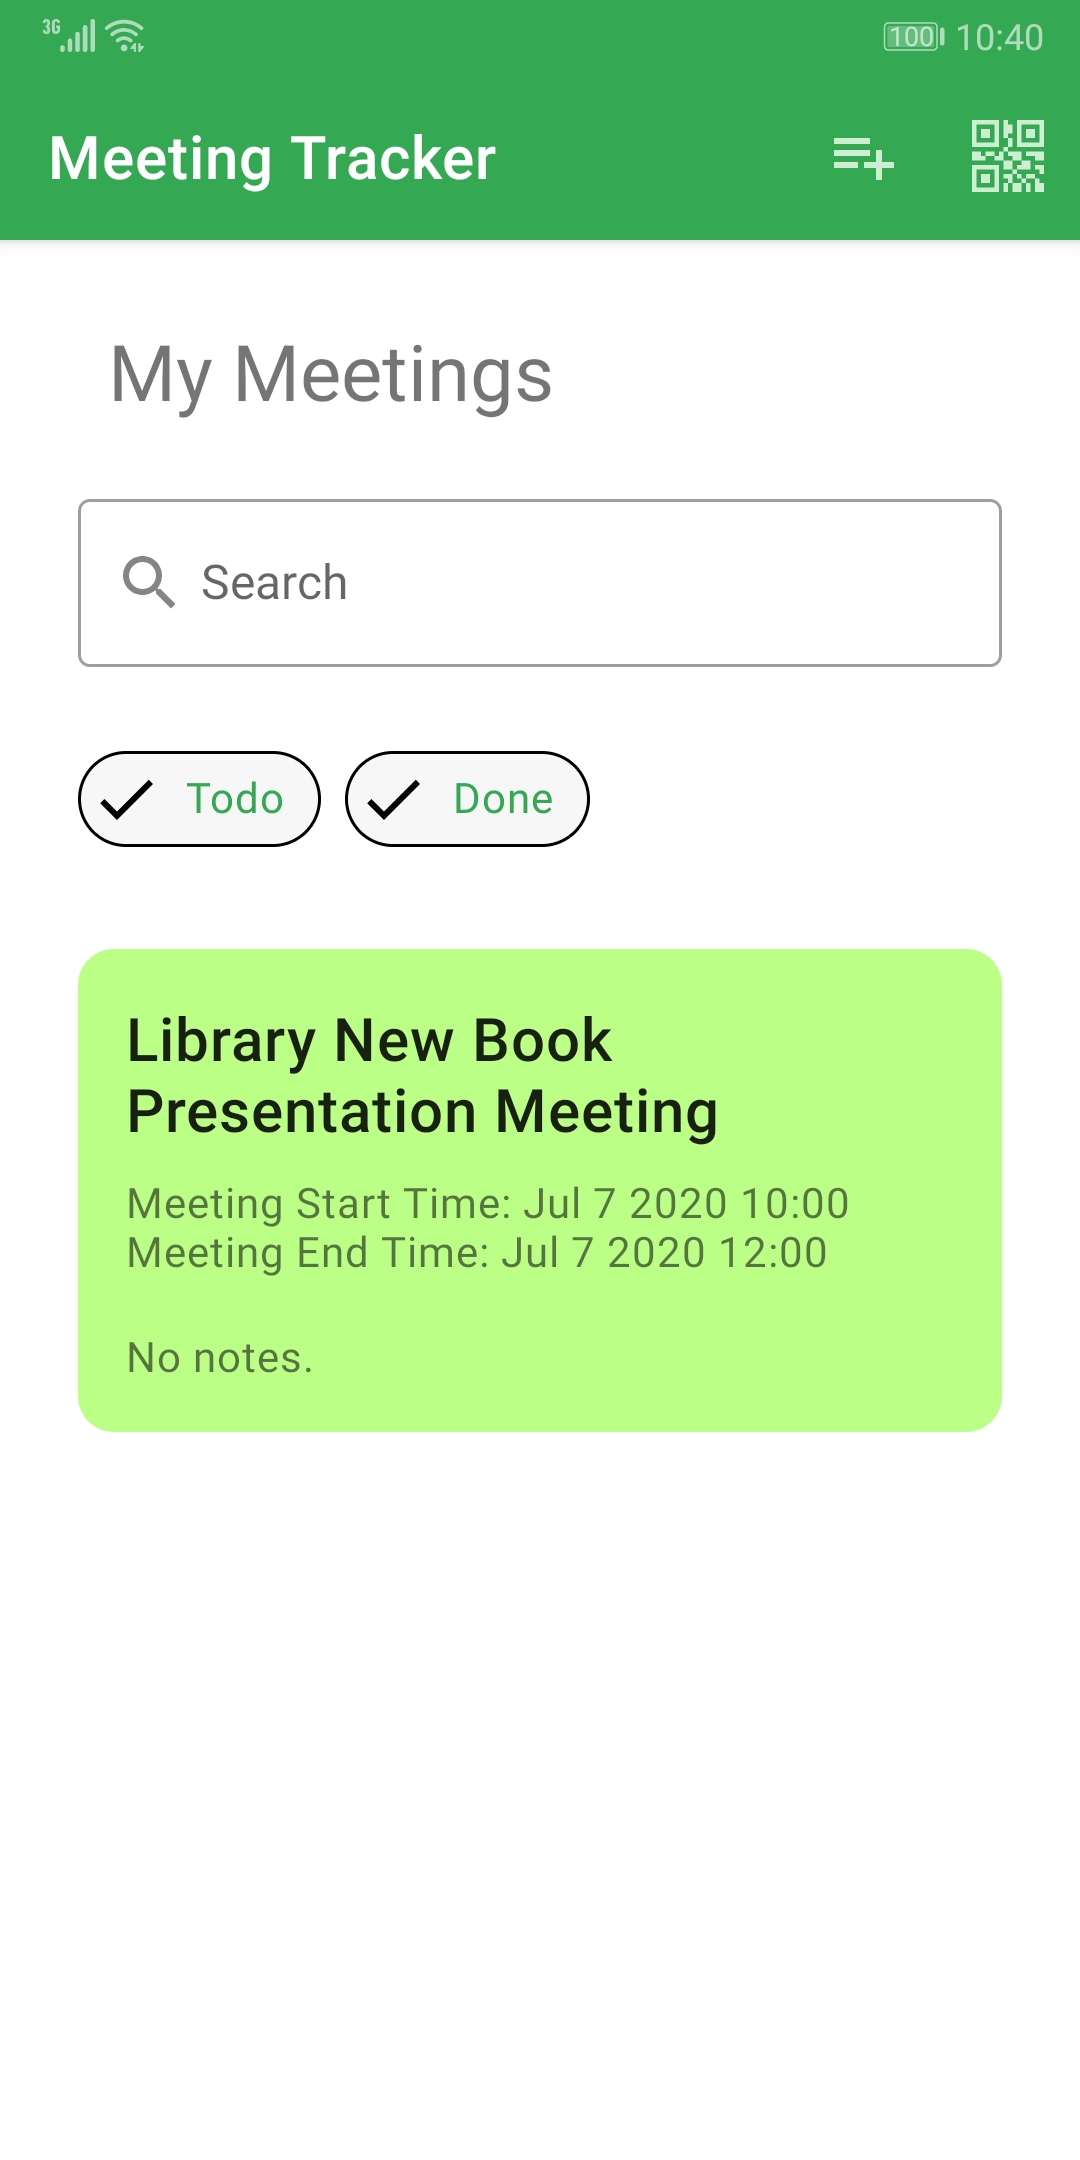 3G
100 10:40
Meeting Tracker
My Meetings
Search
Todo
Done
Library New Book
Presentation Meeting
Meeting Start Time: Jul 7 2020 10:00
Meeting End Time: Jul 7 2020 12:00
No notes.